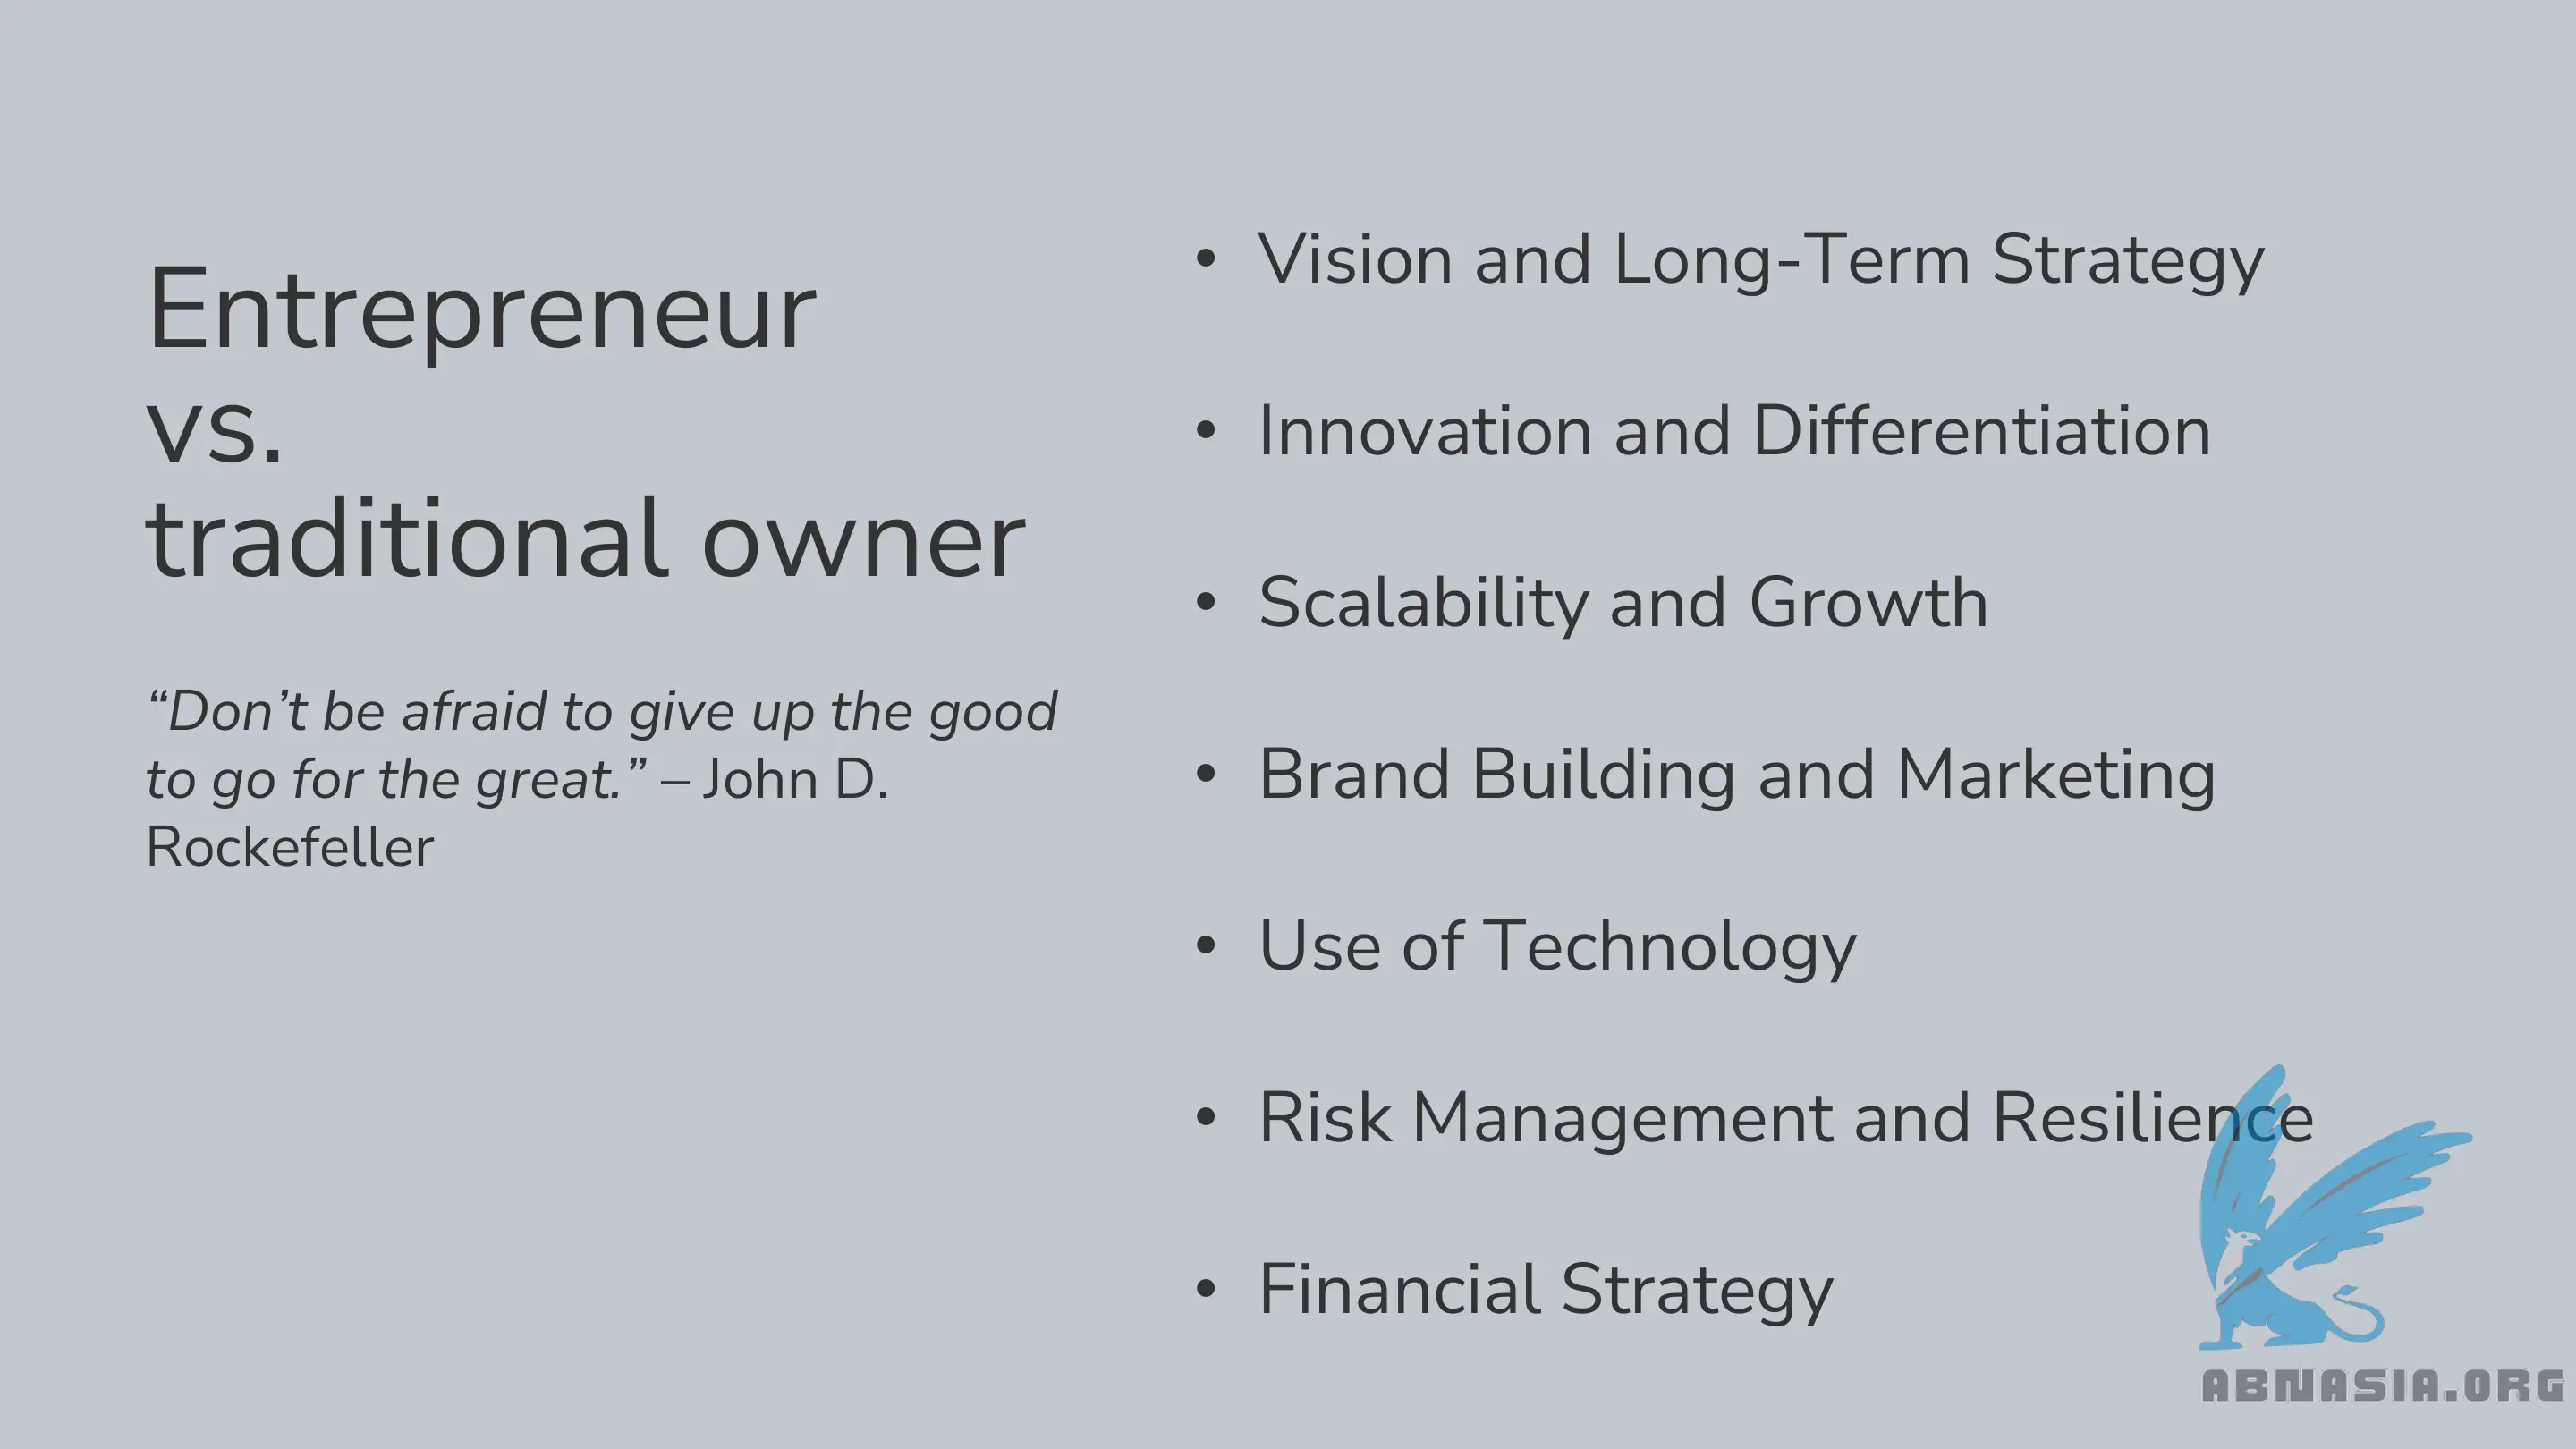 Entrepreneur
vs.
traditional owner
“Don’t be afraid to give up the good
to go for the great.” – John D.
Rockefeller
• Vision and Long-Term Strategy
• Innovation and Differentiation
• Scalability and Growth
• Brand Building and Marketing
• Use of Technology
• Risk Management and Resilience
• Financial Strategy
ABNASIA.ORG